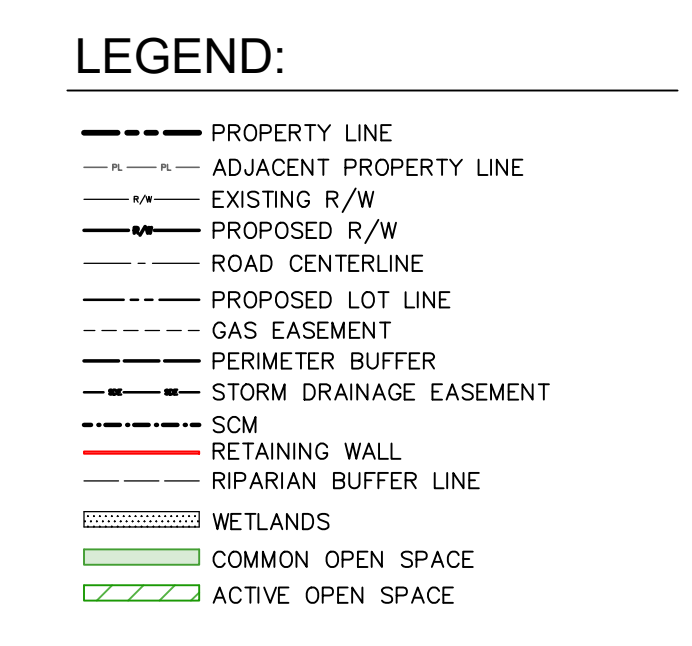 LEGEND:
PROPERTY LINE
PL PL ADJACENT PROPERTY LINE
R/W EXISTING R/W
R/W PROPOSED R/W
ROAD CENTERLINE
PROPOSED LOT LINE
GAS EASEMENT
PERIMETER BUFFER
STORM DRAINAGE EASEMENT
SCM
RETAINING WALL
RIPARIAN BUFFER LINE
WETLANDS
COMMON OPEN SPACE
ACTIVE OPEN SPACE